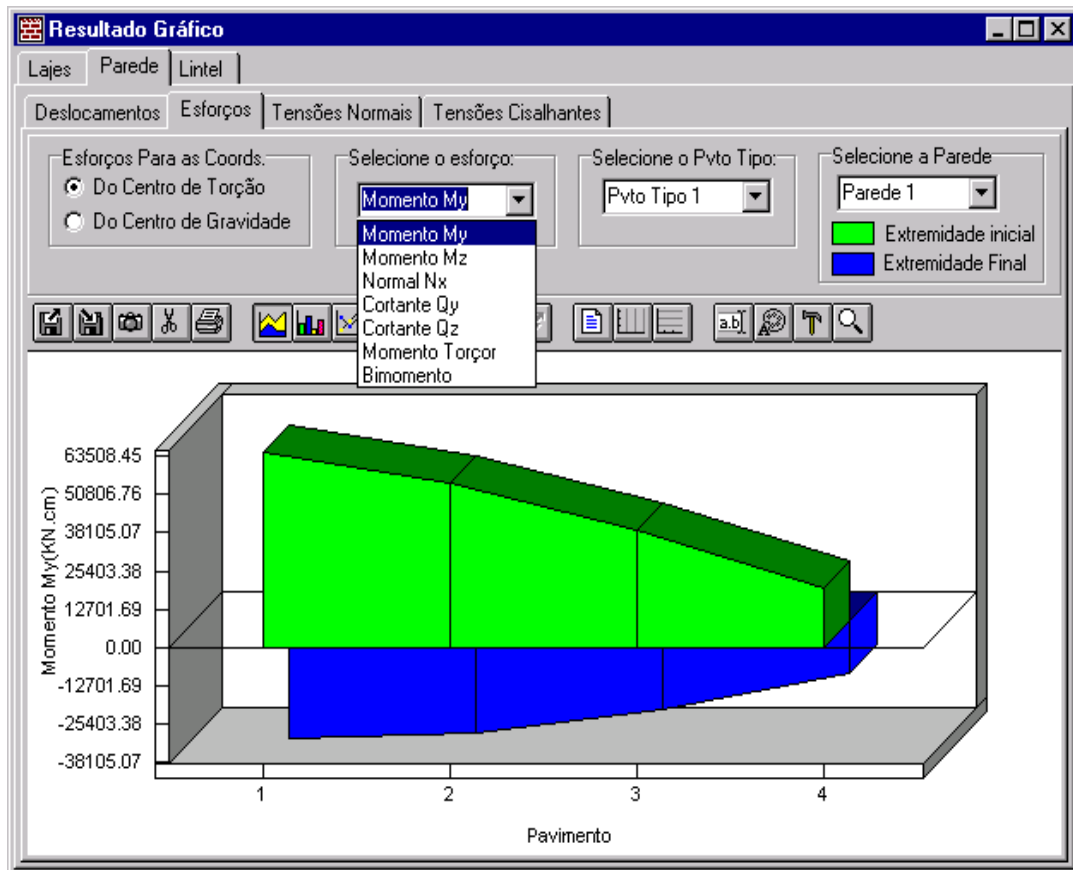 Resultado Gráfico
Lajes Parede Lintel
Deslocamentos Esforços Tensões Normais Tensões Cisalhantes
Esforços Para as Coords. Selecione o esforço: Selecione o Pvto Tipo: Selecione a Parede
Do Centro de Torção Momento My Pvto Tipo 1 Parede 1
Do Centro de Gravidade
Momento My
Momento Mz
Normal Nx
Cortante Qy
Cortante Qz
Momento Torçor
Bimomento
Extremidade inicial
Extremidade Final
a.b
Momento My(KN.cm)
63508.45
50806.76
38105.07
25403.38
12701.69
0.00
-12701.69
-25403.38
-38105.07
1 2 3 4
Pavimento